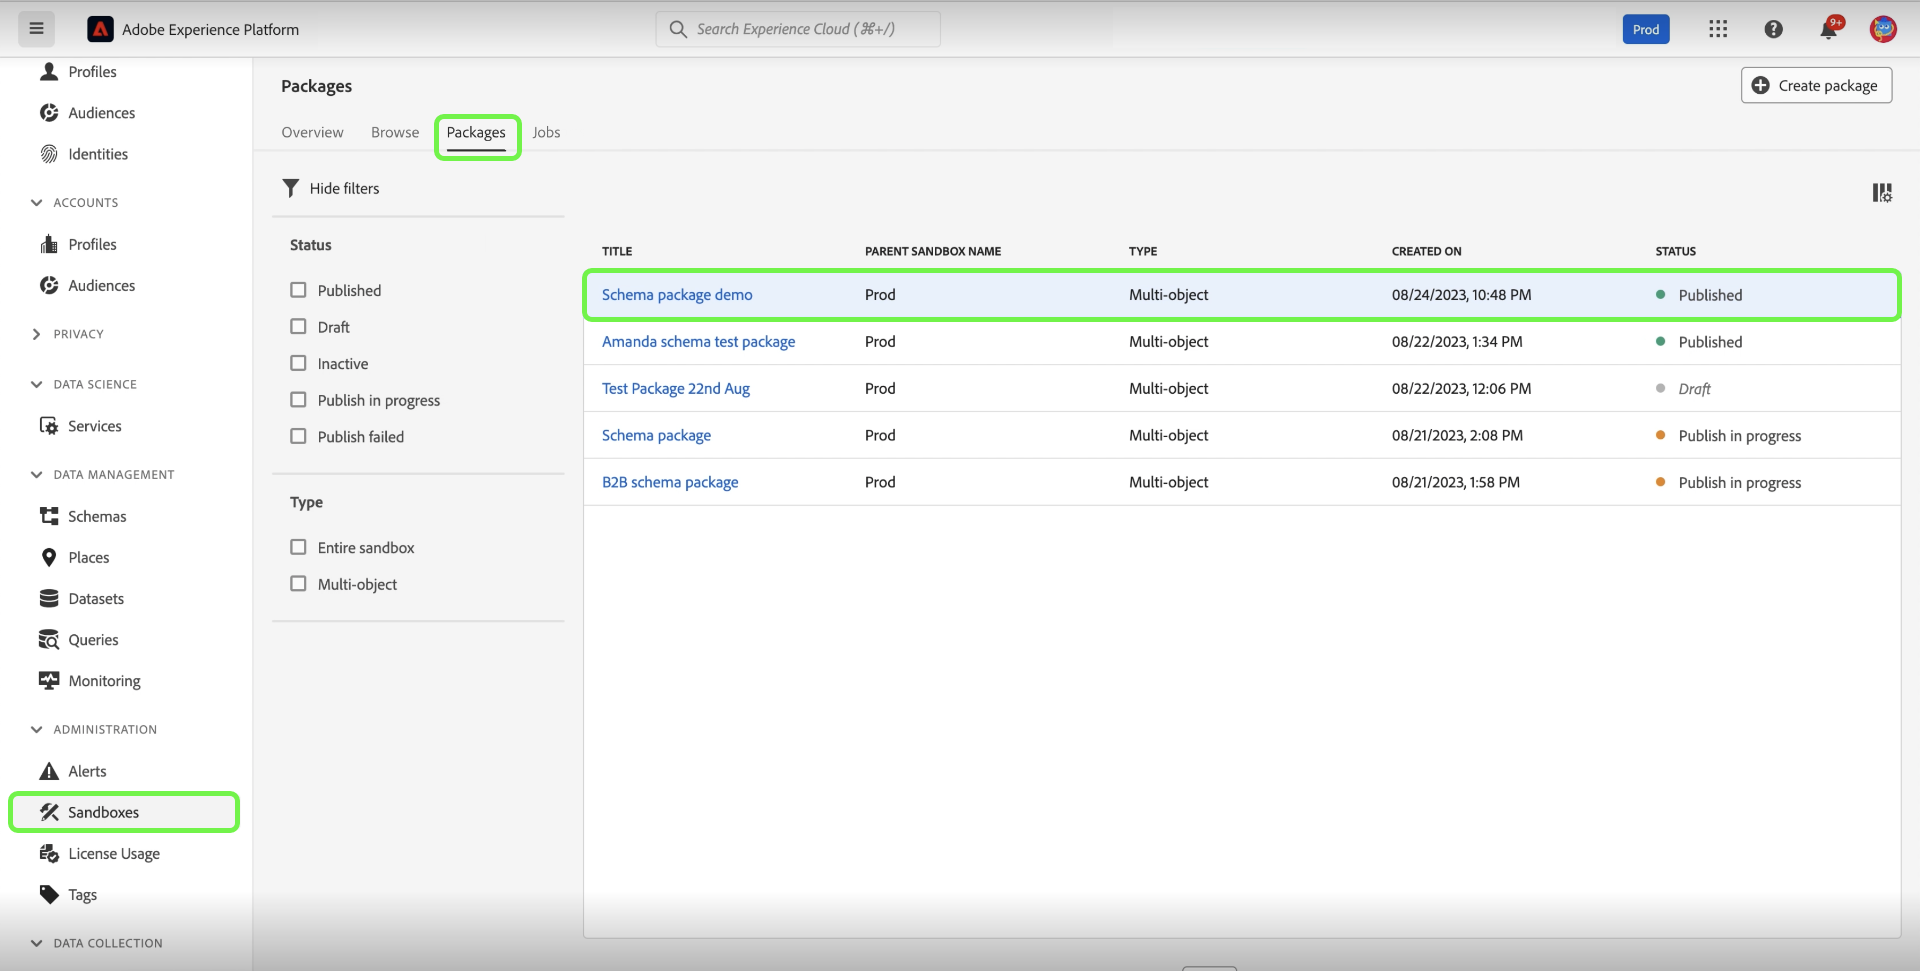 Adobe Experience Platform
Search Experience Cloud (⌘+/)
Prod
9+
Profiles
Audiences
Identities
ACCOUNTS
Profiles
Audiences
PRIVACY
DATA SCIENCE
Services
DATA MANAGEMENT
Schemas
Places
Datasets
Queries
Monitoring
ADMINISTRATION
Alerts
Sandboxes
License Usage
Tags
DATA COLLECTION
Packages
Create package
Overview Browse Packages Jobs
Hide filters
Status
Published
Draft
Inactive
Publish in progress
Publish failed
Type
Entire sandbox
Multi-object
TITLE PARENT SANDBOX NAME TYPE CREATED ON STATUS
Schema package demo Prod Multi-object 08/24/2023, 10:48 PM Published
Amanda schema test package Prod Multi-object 08/22/2023, 1:34 PM Published
Test Package 22nd Aug Prod Multi-object 08/22/2023, 12:06 PM Draft
Schema package Prod Multi-object 08/21/2023, 2:08 PM Publish in progress
B2B schema package Prod Multi-object 08/21/2023, 1:58 PM Publish in progress